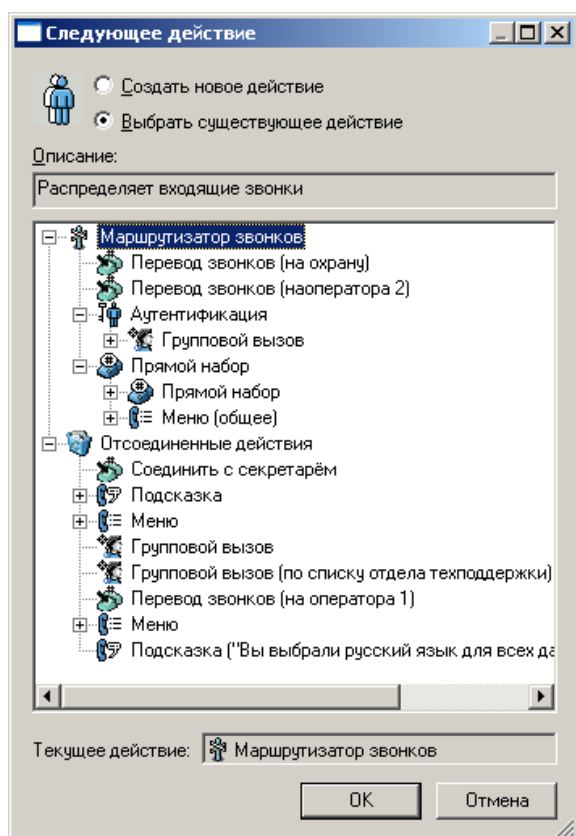 Следующее действие
Создать новое действие
Выбрать существующее действие
Описание:
Распределяет входящие звонки
Маршрутизатор звонков
Перевод звонков (на охрану)
Перевод звонков (наоператора 2)
Аутентификация
Групповой вызов
Прямой набор
Прямой набор
Меню (общее)
Отсоединенные действия
Соединить с секретарём
Подсказка
Меню
Групповой вызов
Групповой вызов (по списку отдела техподдержки)
Перевод звонков (на оператора 1)
Меню
Подсказка ("Вы выбрали русский язык для всех да
Текущее действие: Маршрутизатор звонков
OK Отмена